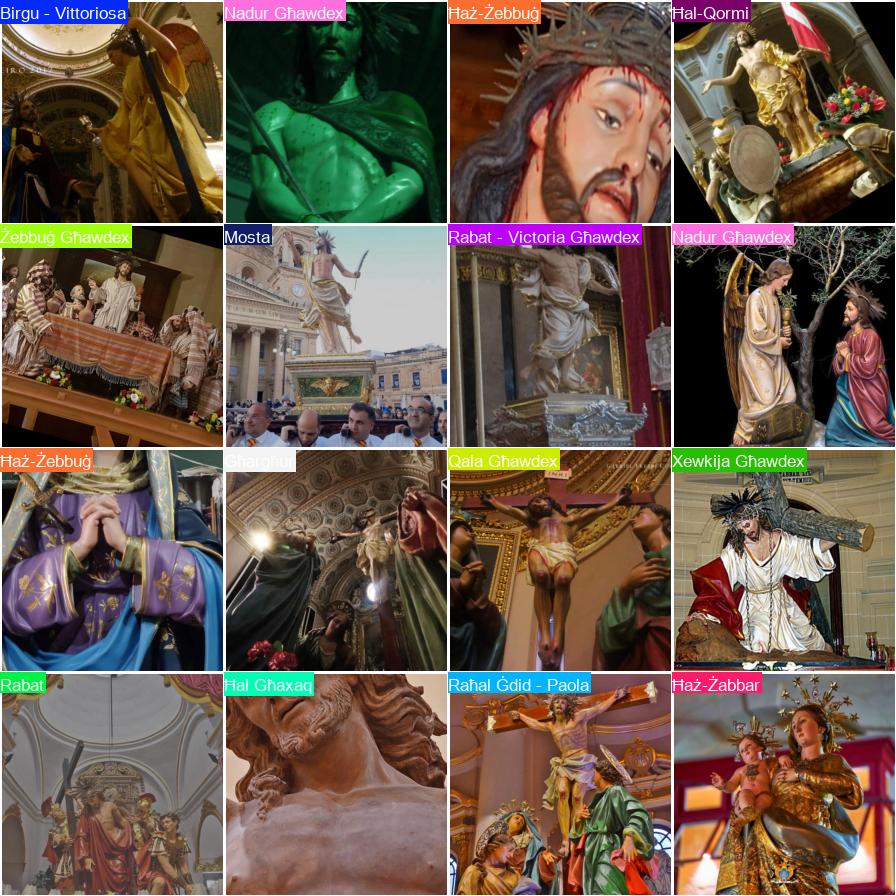 Birgu - Vittoriosa
Nadur Għawdex
Ħaż-Żebbuġ
Ħal-Qormi
Żebbuġ Għawdex
Mosta
Rabat - Victoria Għawdex
Nadur Għawdex
Ħaż-Żebbuġ
Għargħur
Qala Għawdex
Xewkija Għawdex
Rabat
Ħal Għaxaq
Raħal Ġdid - Paola
Ħaż-Żabbar